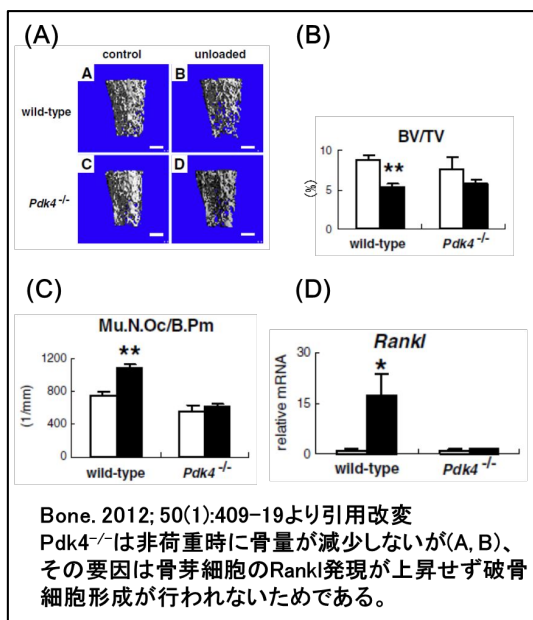 (A)
control
unloaded
A
B
wild-type
C
D
Pdk4 -/-
(B)
BV/TV
10
5
0
(%)
**
wild-type
Pdk4 -/-
(C)
Mu.N.Oc/B.Pm
1200
800
400
0
(1/mm)
**
wild-type
Pdk4 -/-
(D)
Rankl
30
15
0
relative mRNA
*
wild-type
Pdk4 -/-
Bone. 2012; 50(1):409-19より引用改変
Pdk4-/-は非荷重時に骨量が減少しないが(A, B)、
その要因は骨芽細胞のRankl発現が上昇せず破骨
細胞形成が行われないためである。